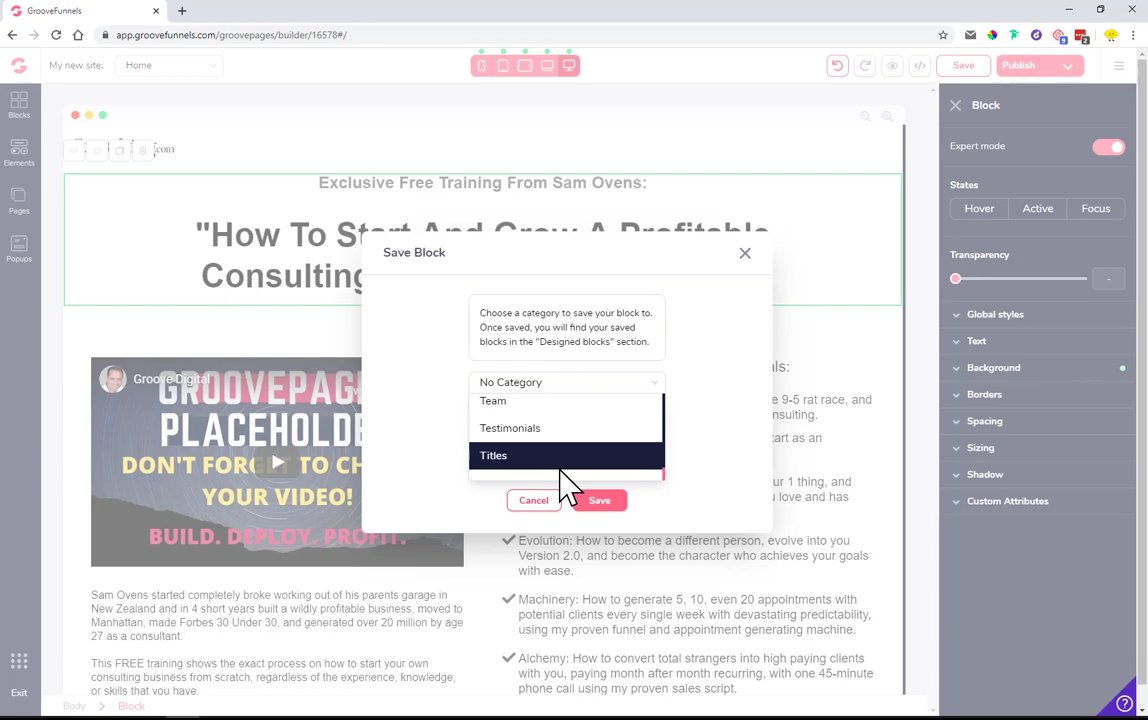 GrooveFunnels
app.groovefunnels.com/groovepages/builder/16578#/
My new site:
Home
Save
Publish
Blocks
Elements
Pages
Popups
Exit
Exclusive Free Training From Sam Ovens:
"How To Start And Grow A Profitable
Consulting
Groove Digital
GROOVEPAGE
PLACEHOLDE
DON'T FORGET TO CH
YOUR VIDEO!
BUILD. DEPLOY. PROFIT.
Sam Ovens started completely broke working out of his parents garage in
New Zealand and in 4 short years built a wildly profitable business, moved to
Manhattan, made Forbes 30 Under 30, and generated over 20 million by age
27 as a consultant.
This FREE training shows the exact process on how to start your own
consulting business from scratch, regardless of the experience, knowledge,
or skills that you have.
als:
e 9-5 rat race, and
nsulting.
tart as an
ur 1 thing, and
u love and has
Evolution: How to become a different person, evolve into you
Version 2.0, and become the character who achieves your goals
with ease.
Machinery: How to generate 5, 10, even 20 appointments with
potential clients every single week with devastating predictability,
using my proven funnel and appointment generating machine.
Alchemy: How to convert total strangers into high paying clients
with you, paying month after month recurring, with one 45-minute
phone call using my proven sales script.
Save Block
Choose a category to save your block to.
Once saved, you will find your saved
blocks in the "Designed blocks" section.
No Category
Team
Testimonials
Titles
Cancel
Save
Block
Expert mode
States
Hover
Active
Focus
Transparency
-
Global styles
Text
Background
Borders
Spacing
Sizing
Shadow
Custom Attributes
Body
Block